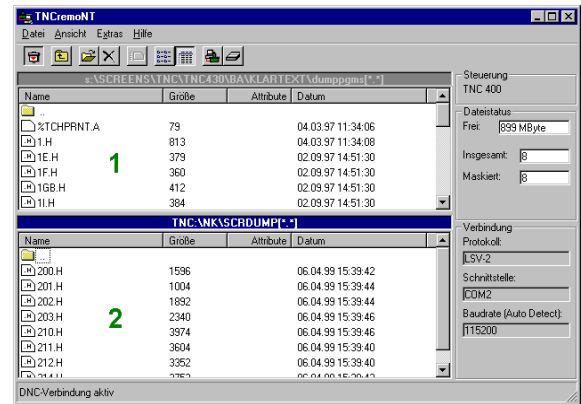 TNCremoNT
Datei Ansicht Extras Hilfe
s:\SCREENS\TNC\TNC430\BA\KLARTEXT\dumppgms[*.*]
Name Größe Attribute Datum
..
%TCHPRNT.A 79 04.03.97 11:34:06
1.H 813 04.03.97 11:34:08
1E.H 379 02.09.97 14:51:30
1F.H 360 02.09.97 14:51:30
1GB.H 412 02.09.97 14:51:30
1I.H 384 02.09.97 14:51:30
1
TNC:\NK\SCRDUMP[*.*]
Name Größe Attribute Datum
..
200.H 1596 06.04.99 15:39:42
201.H 1004 06.04.99 15:39:44
202.H 1892 06.04.99 15:39:44
203.H 2340 06.04.99 15:39:46
210.H 3974 06.04.99 15:39:46
211.H 3604 06.04.99 15:39:40
212.H 3352 06.04.99 15:39:40
2
Steuerung
TNC 400
Dateistatus
Frei: 899 MByte
Insgesamt: 8
Maskiert: 8
Verbindung
Protokoll:
LSV-2
Schnittstelle:
COM2
Baudrate (Auto Detect):
115200
DNC-Verbindung aktiv